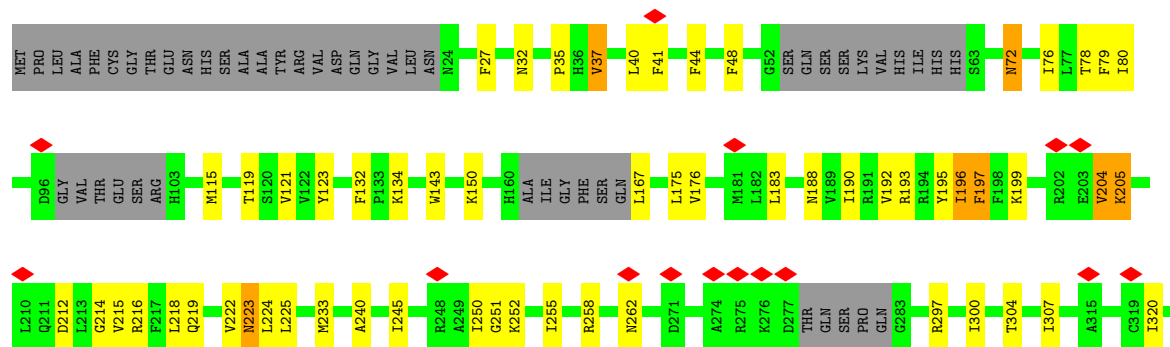 MET PRO LEU ALA ALA PHE CYS GLY THR GLU ASN HIS SER ALA ALA TYR ARG VAL ASP GLN GLY VAL LEU ASN N24 F27 N32 P35 H36 V37 L40 F41 F44 F48 G52 SER GLN SER SER LYS VAL HIS ILE HIS HIS S63 N72 I76 L77 T78 F79 I80
D96 GLY VAL THR GLU SER ARG H103 M115 T119 S120 V121 V122 Y123 F132 P133 K134 W143 K150 H160 ALA ILE GLY PHE SER GLN L167 L175 V176 M181 L182 L183 N188 V189 I190 R191 V192 R193 R194 Y195 I196 F197 F198 K199 R202 E203 V204 K205
L210 Q211 D212 L213 G214 V215 R216 F217 L218 Q219 V222 N223 L224 L225 M233 A240 I245 R248 A249 I250 G251 K252 I255 R258 N262 D271 A274 R275 K276 D277 THR GLN SER PRO GLN G283 R297 I300 T304 I307 A315 C319 I320